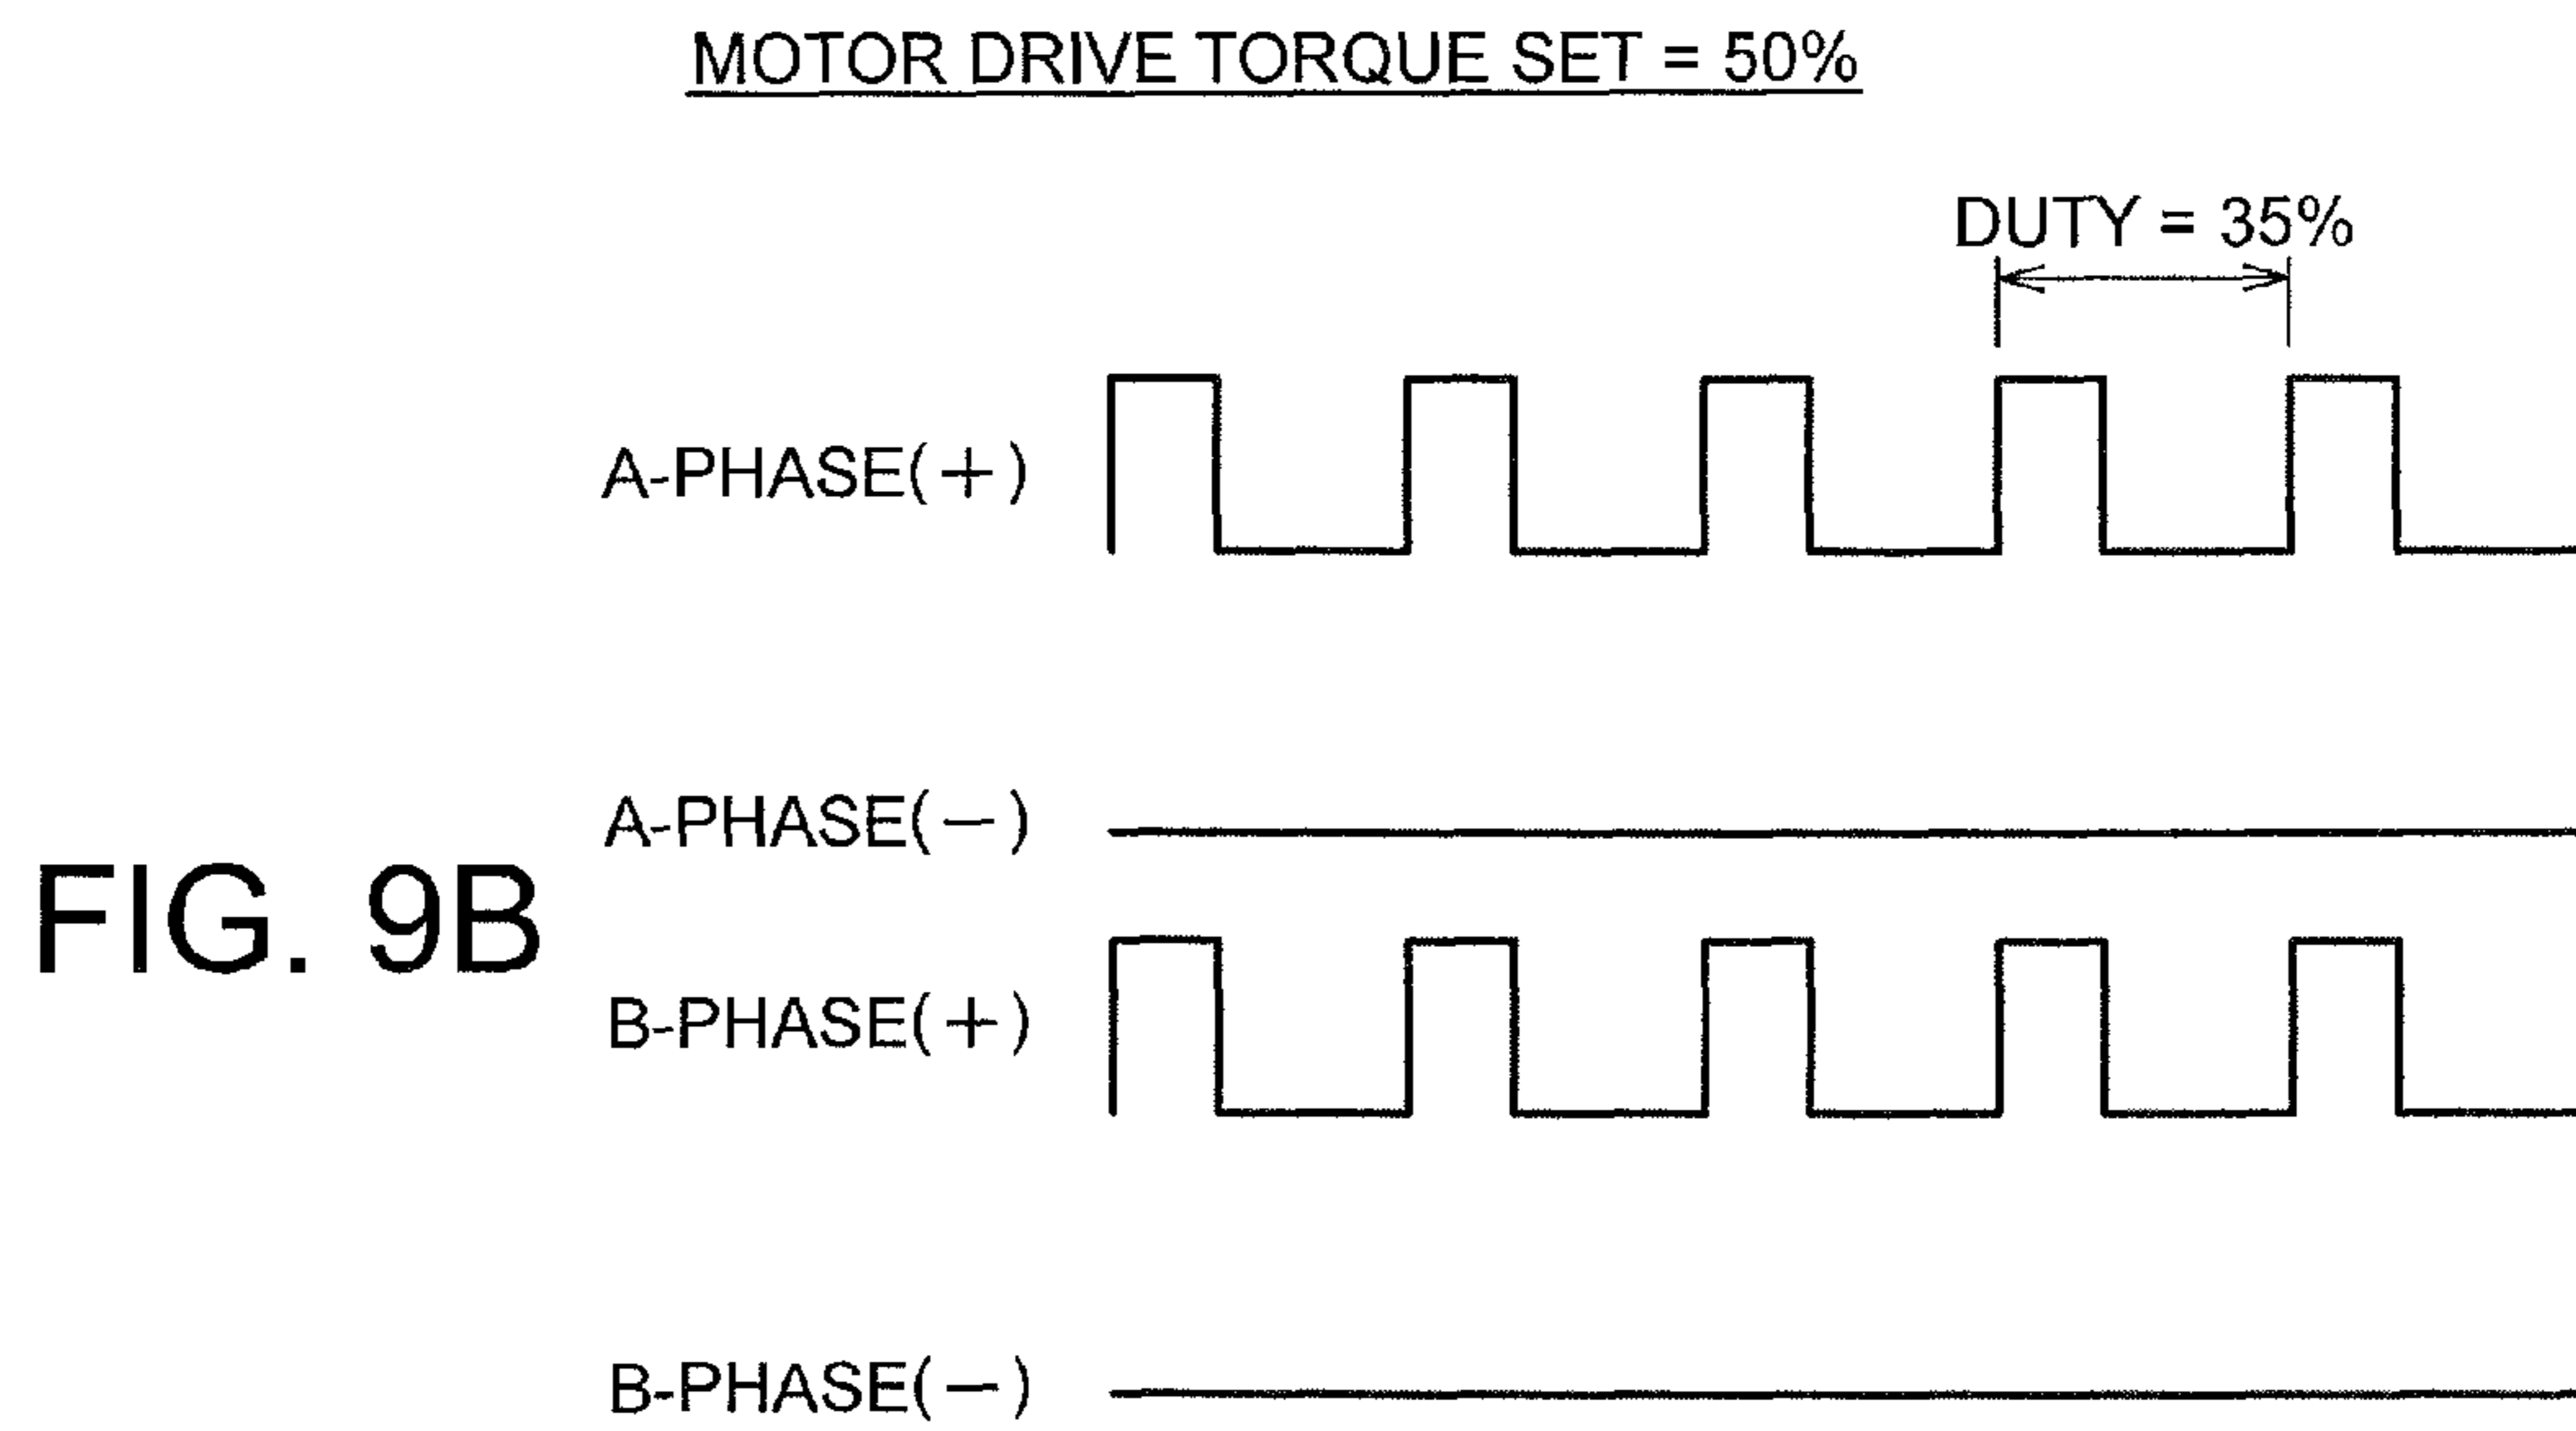 MOTOR DRIVE TORQUE SET = 50%
DUTY = 35%
A-PHASE(+)
A-PHASE(−)
FIG. 9B
B-PHASE(+)
B-PHASE(−)